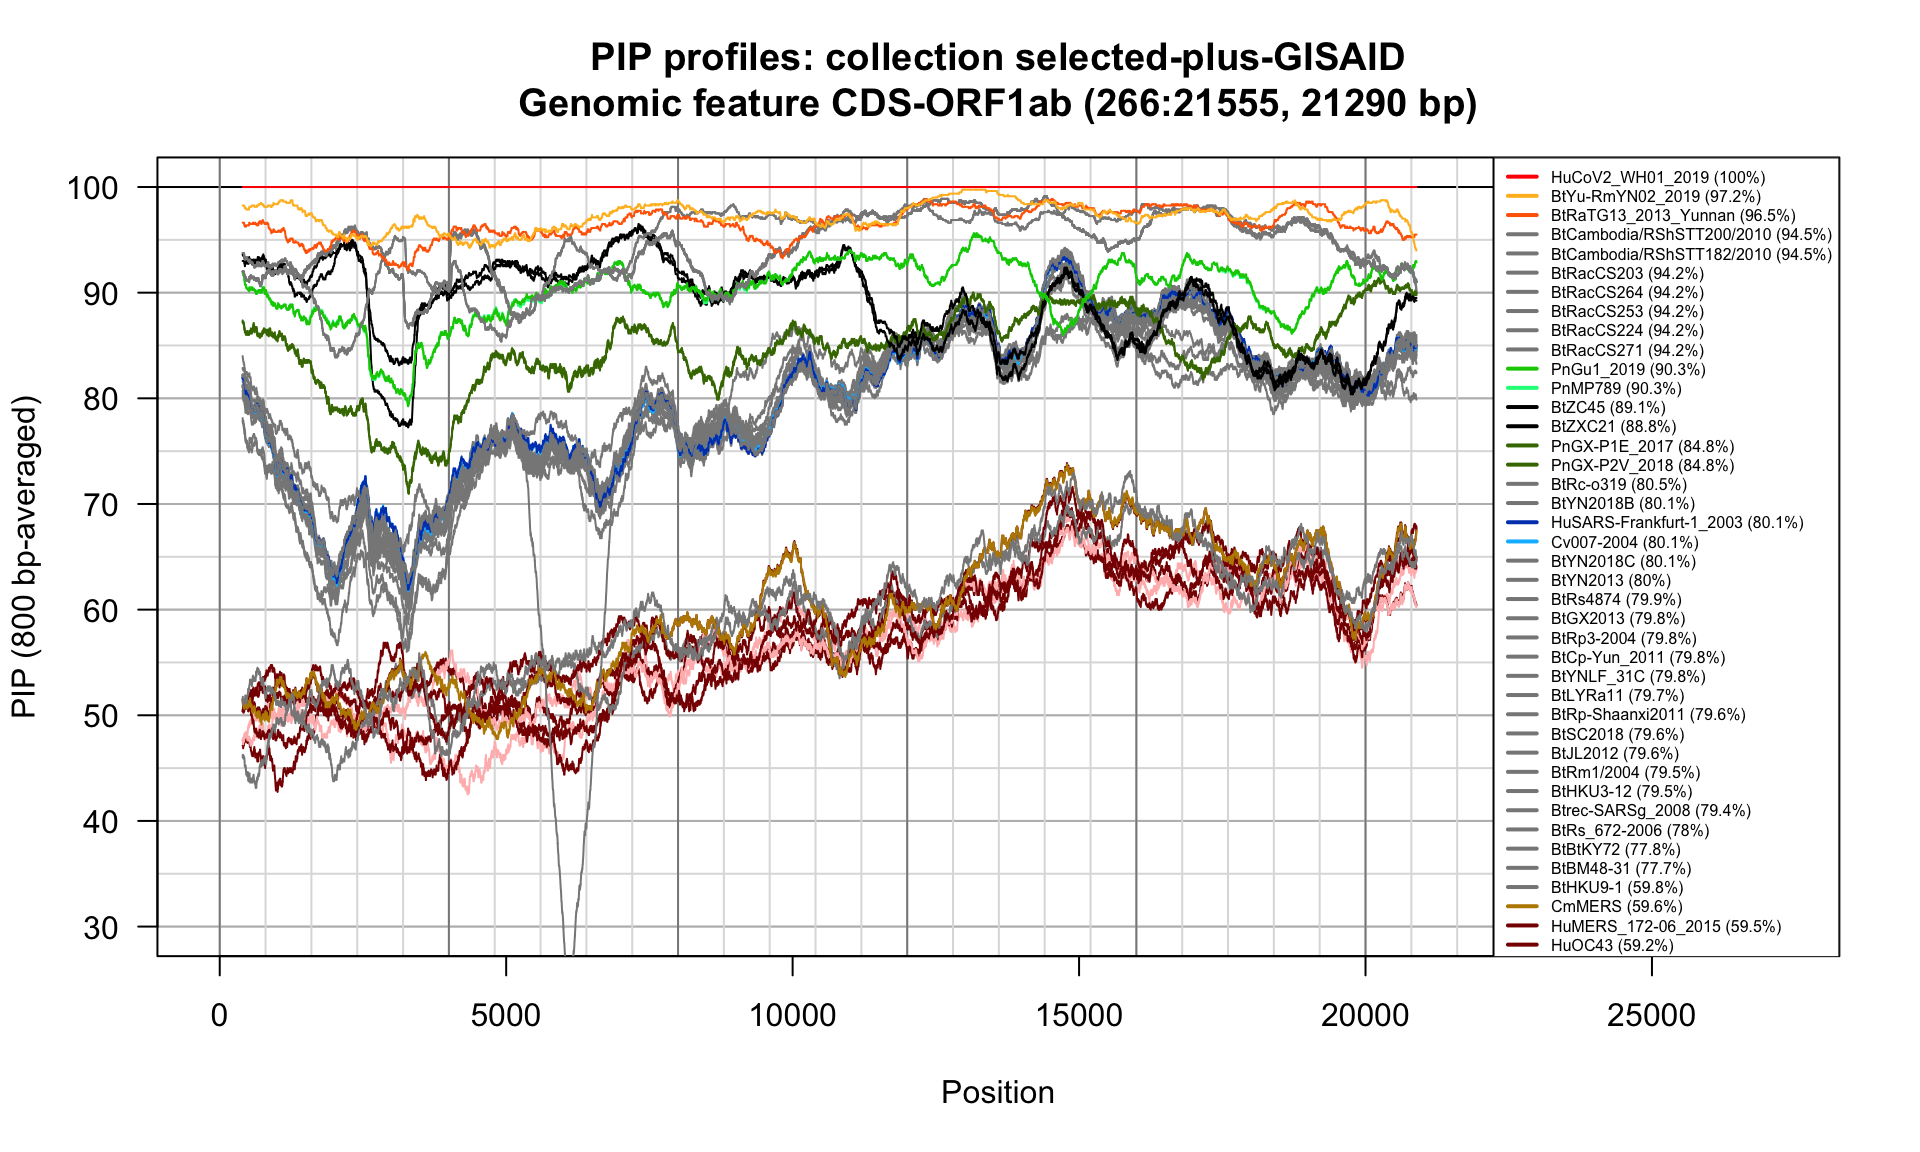 PIP profiles: collection selected-plus-GISAID
Genomic feature CDS-ORF1ab (266:21555, 21290 bp)
PIP (800 bp-averaged)
100
90
80
70
60
50
40
30
0
5000
10000
15000
20000
25000
Position
HuCoV2_WH01_2019 (100%)
BtYu-RmYN02_2019 (97.2%)
BtRaTG13_2013_Yunnan (96.5%)
BtCambodia/RShSTT200/2010 (94.5%)
BtCambodia/RShSTT182/2010 (94.5%)
BtRacCS203 (94.2%)
BtRacCS264 (94.2%)
BtRacCS253 (94.2%)
BtRacCS224 (94.2%)
BtRacCS271 (94.2%)
PnGu1_2019 (90.3%)
PnMP789 (90.3%)
BtZC45 (89.1%)
BtZXC21 (88.8%)
PnGX-P1E_2017 (84.8%)
PnGX-P2V_2018 (84.8%)
BtRc-o319 (80.5%)
BtYN2018B (80.1%)
HuSARS-Frankfurt-1_2003 (80.1%)
Cv007-2004 (80.1%)
BtYN2018C (80.1%)
BtYN2013 (80%)
BtRs4874 (79.9%)
BtGX2013 (79.8%)
BtRp3-2004 (79.8%)
BtCp-Yun_2011 (79.8%)
BtYNLF_31C (79.8%)
BtLYRa11 (79.7%)
BtRp-Shaanxi2011 (79.6%)
BtSC2018 (79.6%)
BtJL2012 (79.6%)
BtRm1/2004 (79.5%)
BtHKU3-12 (79.5%)
Btrec-SARSg_2008 (79.4%)
BtRs_672-2006 (78%)
BtBtKY72 (77.8%)
BtBM48-31 (77.7%)
BtHKU9-1 (59.8%)
CmMERS (59.6%)
HuMERS_172-06_2015 (59.5%)
HuOC43 (59.2%)